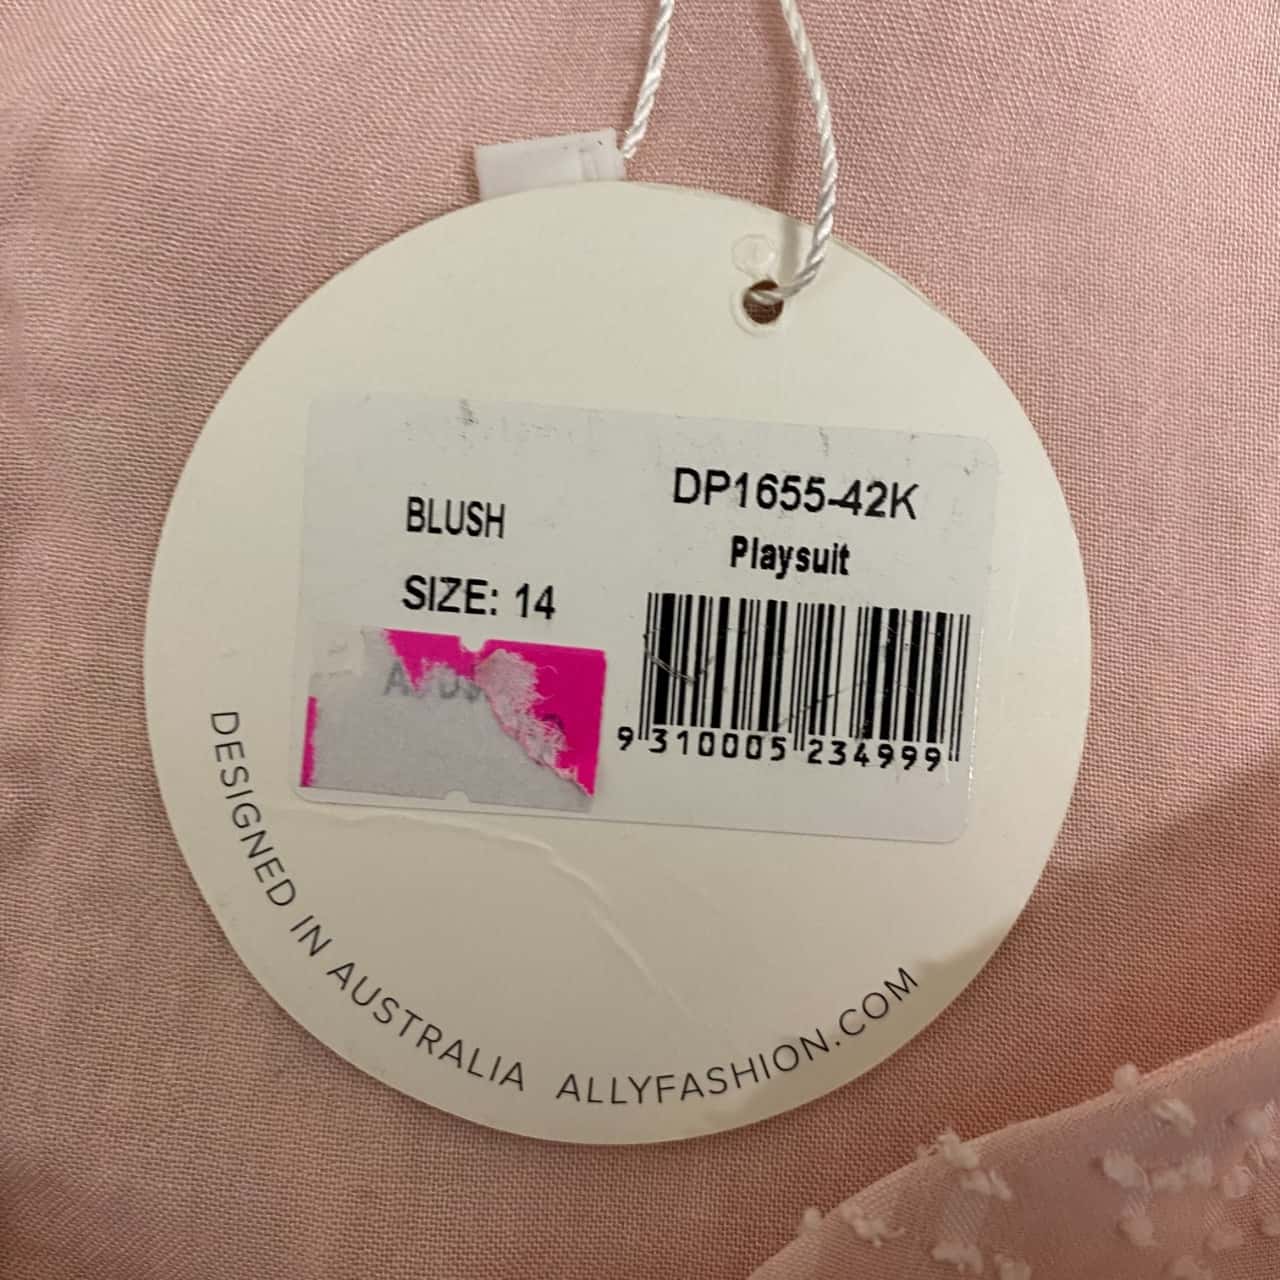 DP1655-42K
BLUSH
Playsuit
SIZE: 14
9 310005 234999
DESIGNED IN AUSTRALIA ALLYFASHION.COM